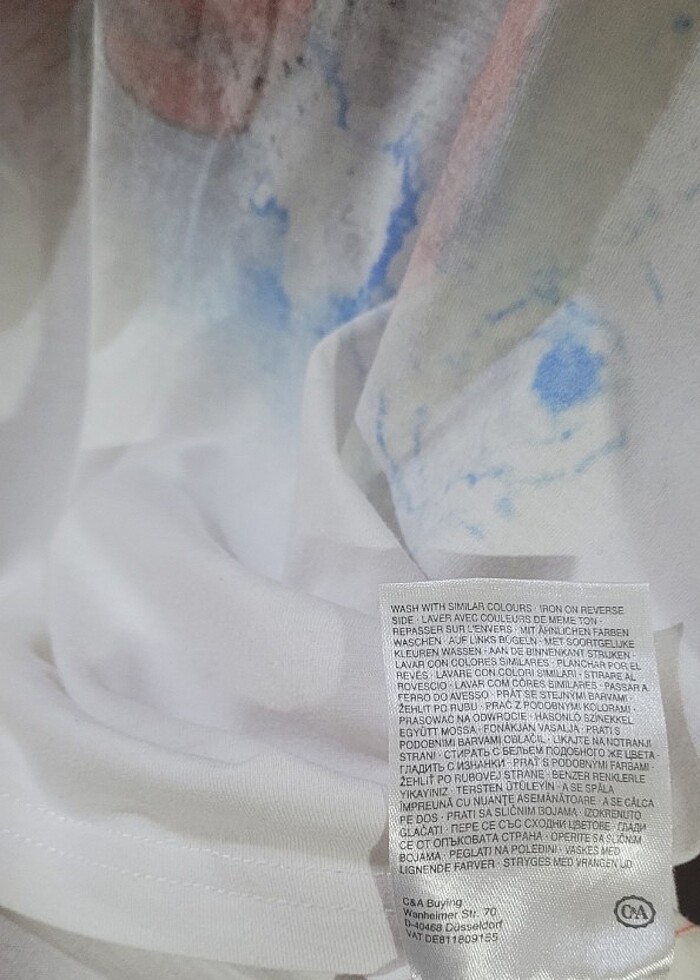 WASH WITH SIMILAR COLOURS · IRON ON REVERSE
SIDE · LAVER AVEC COULEURS DE MEME TON ·
REPASSER SUR L'ENVERS · MIT ÄHNLICHEN FARBEN
WASCHEN · AUF LINKS BÜGELN · MET SOORTGELIJKE
KLEUREN WASSEN · AAN DE BINNENKANT STRIJKEN ·
LAVAR CON COLORES SIMILARES · PLANCHAR POR EL
REVÉS · LAVARE CON COLORI SIMILARI · STIRARE AL
ROVESCIO · LAVAR COM CÔRES SIMILARES · PASSAR A
FERRO DO AVESSO · PRÁT SE STEJNÝMI BARVAMI ·
ŽEHLIT PO RUBU · PRAĆ Z PODOBNYMI KOLORAMI ·
PRASOWAĆ NA ODWROCIE · HASONLÓ SZÍNEKKEL
EGYÜTT MOSSA · FONÁKJÁN VASALJA · PRATI S
PODOBNIMI BARVAMI OBLAČIL · LIKAJTE NA NOTRANJI
STRANI · СТИРАТЬ С БЕЛЬЕМ ПОДОБНОГО ЖЕ ЦВЕТА ·
ГЛАДИТЬ С ИЗНАНКИ · PRAŤ S PODOBNÝMI FARBAMI ·
ŽEHLIŤ PO RUBOVEJ STRANE · BENZER RENKLERLE
YIKAYINIZ · TERSTEN ÜTÜLEYİN · A SE SPĂLA
ÎMPREUNĂ CU NUANŢE ASEMĂNĂTOARE · A SE CĂLCA
PE DOS · PRATI SA SLIČNIM BOJAMA · IZOKRENUTO
GLAČATI · ПЕРЕ СЕ СЪС СХОДНИ ЦВЕТОВЕ · ГЛАДИ
СЕ ОТ ОПЪКОВАТА СТРАНА · OPERITE SA SLIČNIM
BOJAMA · PEGLATI NA POLEĐINI · VASKES MED
LIGNENDE FARVER · STRYGES MED VRANGEN UD
C&A Buying
Wanheimer Str. 70
D-40468 Düsseldorf
VAT DE811809155
C&A